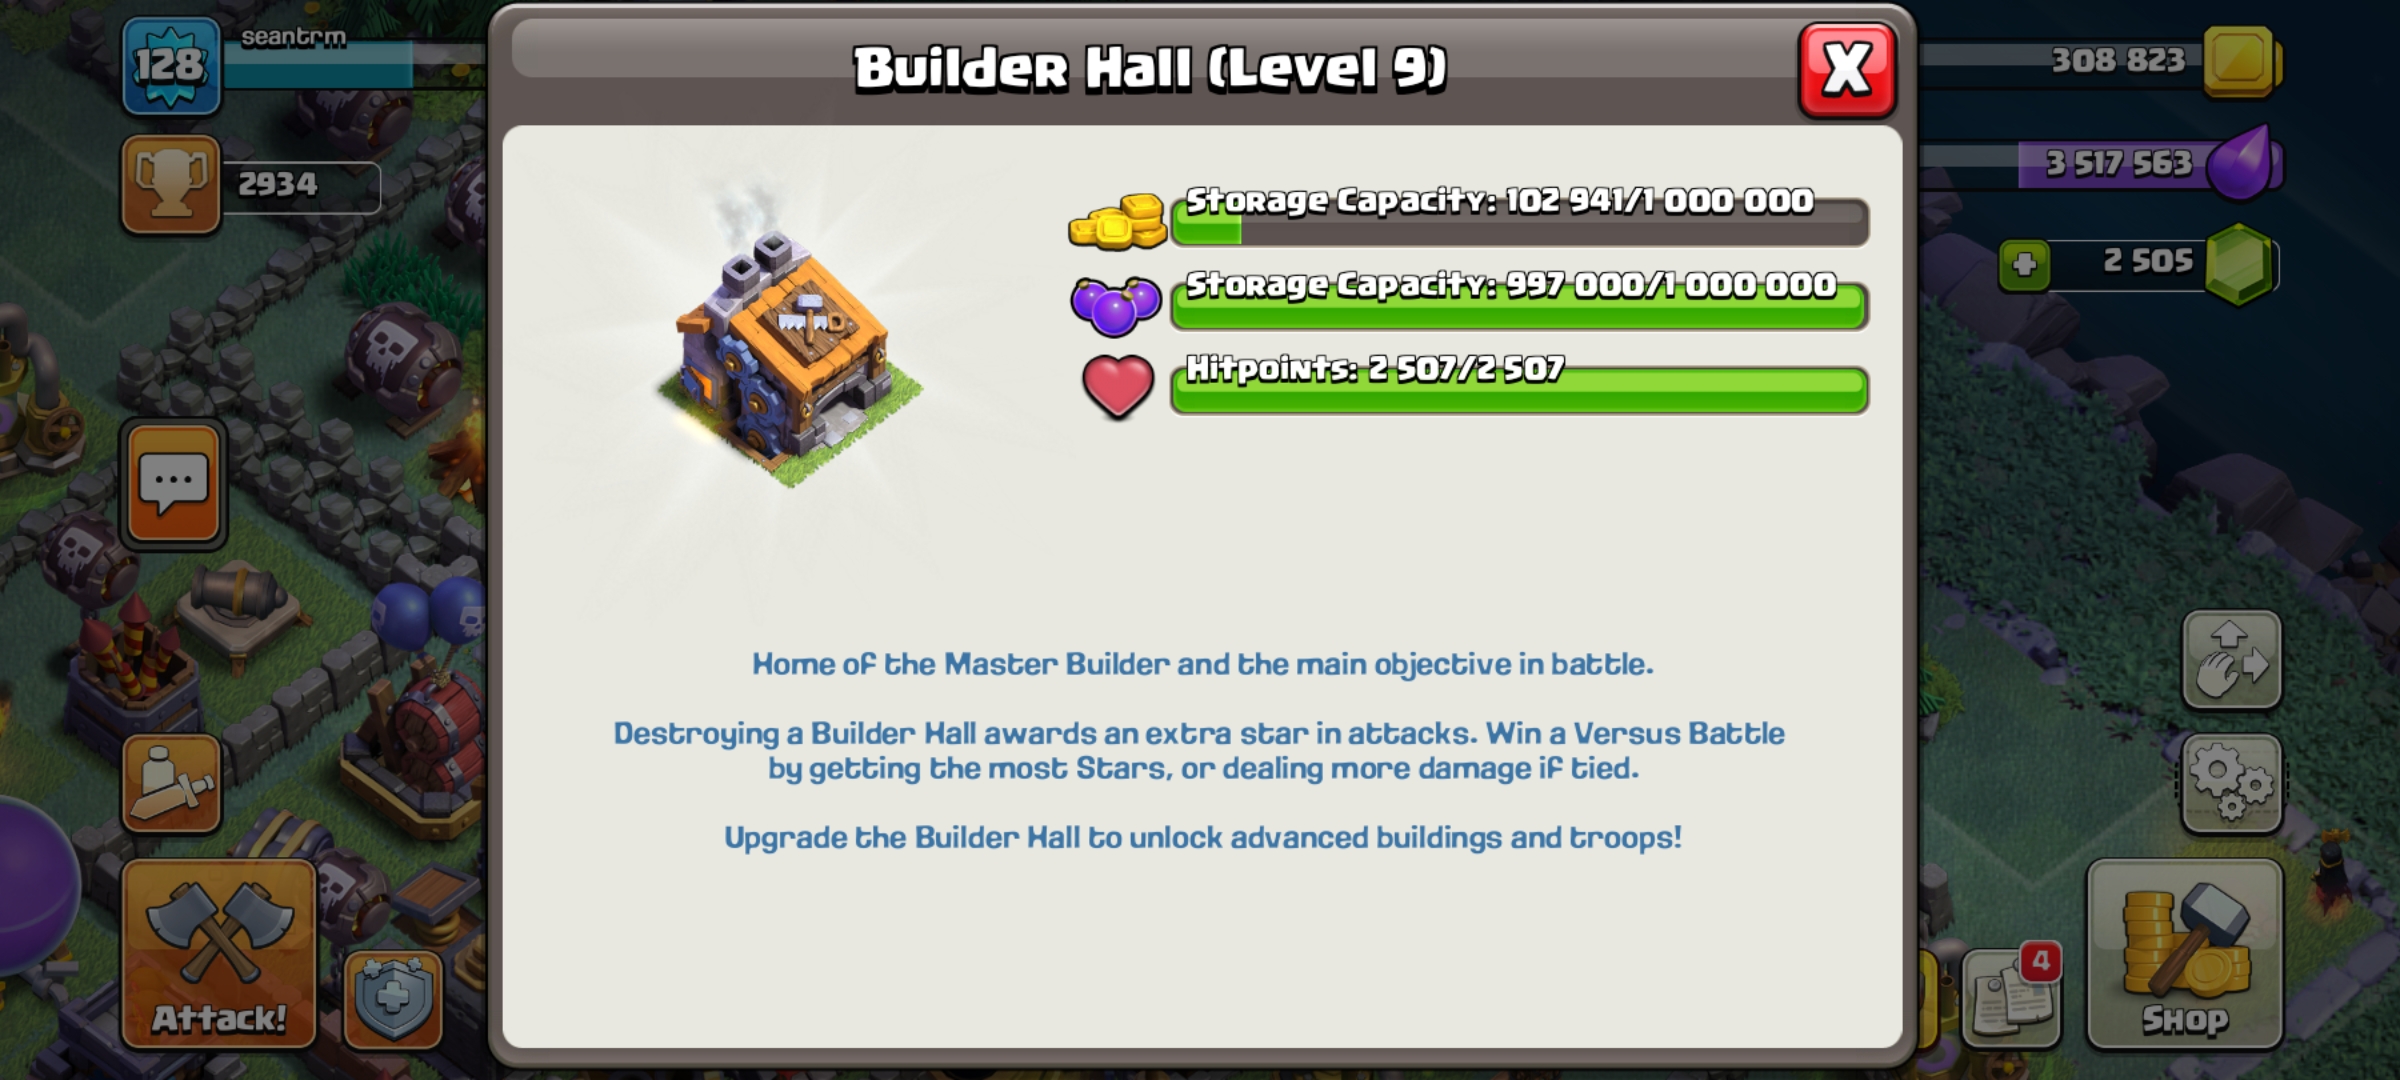 128
seantrm
2934
Builder Hall (Level 9)
X
308 823
3 517 563
2 505
Storage Capacity: 102 941/1 000 000
Storage Capacity: 997 000/1 000 000
Hitpoints: 2 507/2 507
Home of the Master Builder and the main objective in battle.
Destroying a Builder Hall awards an extra star in attacks. Win a Versus Battle
by getting the most Stars, or dealing more damage if tied.
Upgrade the Builder Hall to unlock advanced buildings and troops!
Attack!
4
Shop